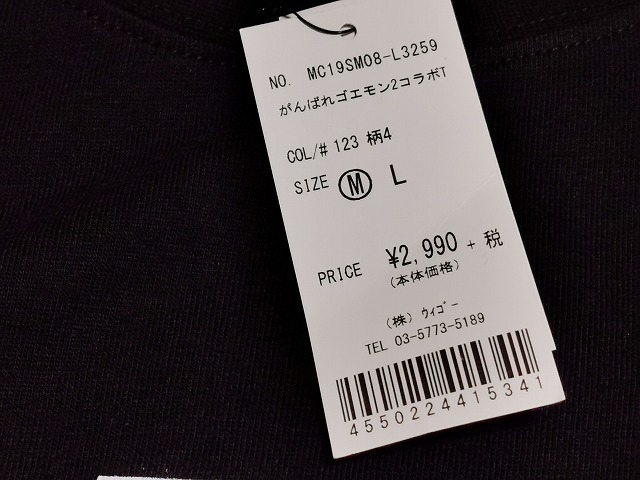 NO. MC19SM08-L3259
がんばれゴエモン2コラボT
COL/# 123 柄4
SIZE Ⓜ L
PRICE ¥2,990 + 税
(本体価格)
(株) ｳｨｺﾞｰ
TEL 03-5773-5189
4550224415341